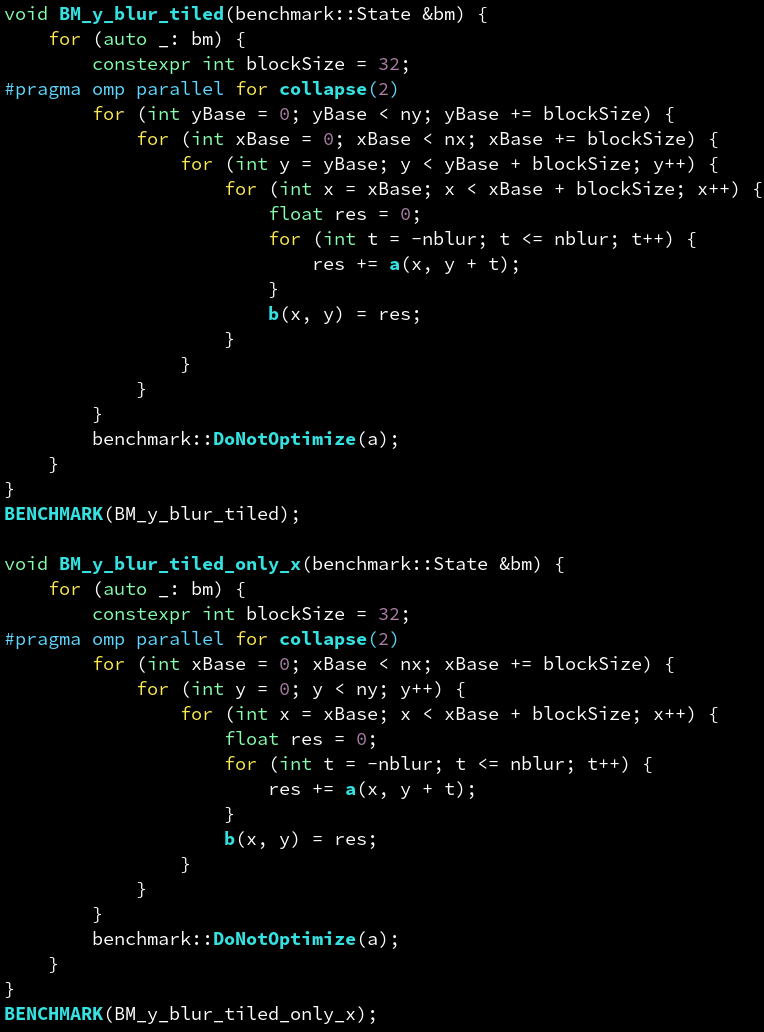 void BM_y_blur_tiled(benchmark::State &bm) {
    for (auto _: bm) {
        constexpr int blockSize = 32;
#pragma omp parallel for collapse(2)
        for (int yBase = 0; yBase < ny; yBase += blockSize) {
            for (int xBase = 0; xBase < nx; xBase += blockSize) {
                for (int y = yBase; y < yBase + blockSize; y++) {
                    for (int x = xBase; x < xBase + blockSize; x++) {
                        float res = 0;
                        for (int t = -nblur; t <= nblur; t++) {
                            res += a(x, y + t);
                        }
                        b(x, y) = res;
                    }
                }
            }
        }
        benchmark::DoNotOptimize(a);
    }
}
BENCHMARK(BM_y_blur_tiled);

void BM_y_blur_tiled_only_x(benchmark::State &bm) {
    for (auto _: bm) {
        constexpr int blockSize = 32;
#pragma omp parallel for collapse(2)
        for (int xBase = 0; xBase < nx; xBase += blockSize) {
            for (int y = 0; y < ny; y++) {
                for (int x = xBase; x < xBase + blockSize; x++) {
                    float res = 0;
                    for (int t = -nblur; t <= nblur; t++) {
                        res += a(x, y + t);
                    }
                    b(x, y) = res;
                }
            }
        }
        benchmark::DoNotOptimize(a);
    }
}
BENCHMARK(BM_y_blur_tiled_only_x);